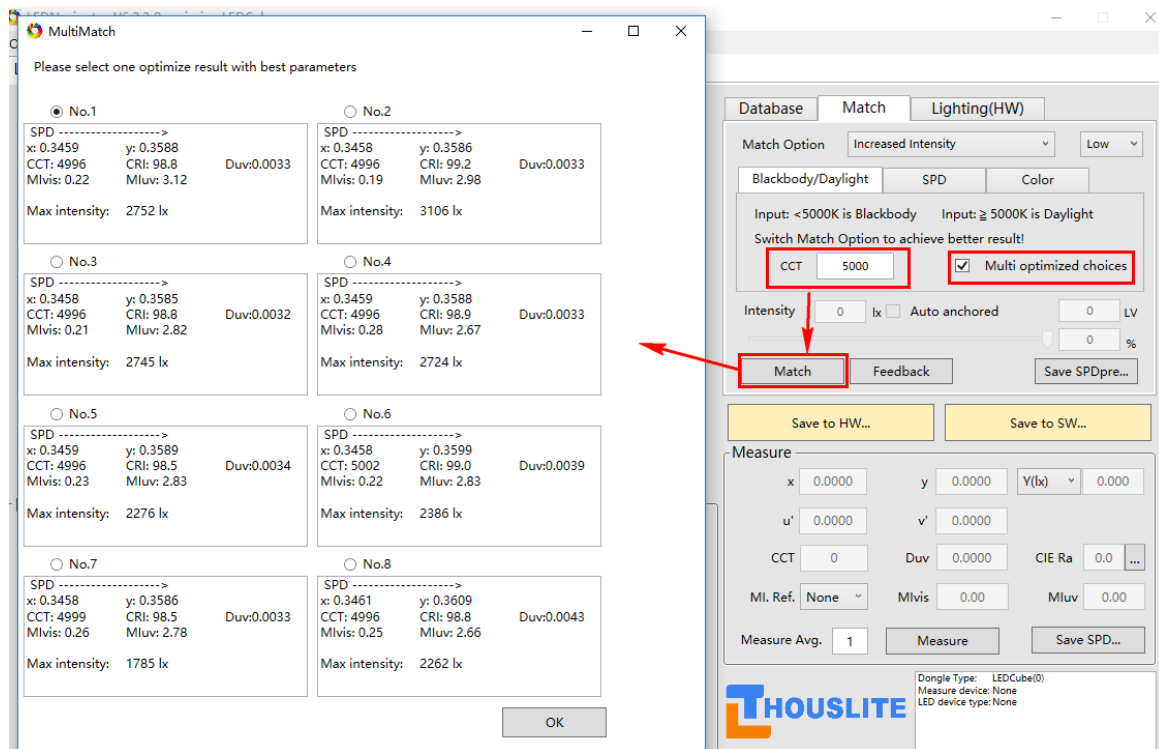 MultiMatch
Please select one optimize result with best parameters
No.1
SPD ------------------->
x: 0.3459 y: 0.3588
CCT: 4996 CRI: 98.8 Duv:0.0033
MIvis: 0.22 MIuv: 3.12
Max intensity: 2752 lx
No.2
SPD ------------------->
x: 0.3458 y: 0.3586
CCT: 4996 CRI: 99.2 Duv:0.0033
MIvis: 0.19 MIuv: 2.98
Max intensity: 3106 lx
No.3
SPD ------------------->
x: 0.3458 y: 0.3585
CCT: 4996 CRI: 98.8 Duv:0.0032
MIvis: 0.21 MIuv: 2.82
Max intensity: 2745 lx
No.4
SPD ------------------->
x: 0.3459 y: 0.3588
CCT: 4996 CRI: 98.9 Duv:0.0033
MIvis: 0.28 MIuv: 2.67
Max intensity: 2724 lx
No.5
SPD ------------------->
x: 0.3459 y: 0.3589
CCT: 4996 CRI: 98.5 Duv:0.0034
MIvis: 0.23 MIuv: 2.83
Max intensity: 2276 lx
No.6
SPD ------------------->
x: 0.3458 y: 0.3599
CCT: 5002 CRI: 99.0 Duv:0.0039
MIvis: 0.22 MIuv: 2.83
Max intensity: 2386 lx
No.7
SPD ------------------->
x: 0.3458 y: 0.3586
CCT: 4999 CRI: 98.5 Duv:0.0033
MIvis: 0.26 MIuv: 2.78
Max intensity: 1785 lx
No.8
SPD ------------------->
x: 0.3461 y: 0.3609
CCT: 4996 CRI: 98.8 Duv:0.0043
MIvis: 0.25 MIuv: 2.66
Max intensity: 2262 lx
OK
Database Match Lighting(HW)
Match Option Increased Intensity Low
Blackbody/Daylight SPD Color
Input: <5000K is Blackbody Input: ≧ 5000K is Daylight
Switch Match Option to achieve better result!
CCT 5000 Multi optimized choices
Intensity 0 lx Auto anchored 0 LV
0 %
Match Feedback Save SPDpre...
Save to HW... Save to SW...
Measure
x 0.0000 y 0.0000 Y(lx) 0.000
u' 0.0000 v' 0.0000
CCT 0 Duv 0.0000 CIE Ra 0.0 ...
MI. Ref. None MIvis 0.00 MIuv 0.00
Measure Avg. 1 Measure Save SPD...
THOUSLITE
Dongle Type: LEDCube(0)
Measure device: None
LED device type: None